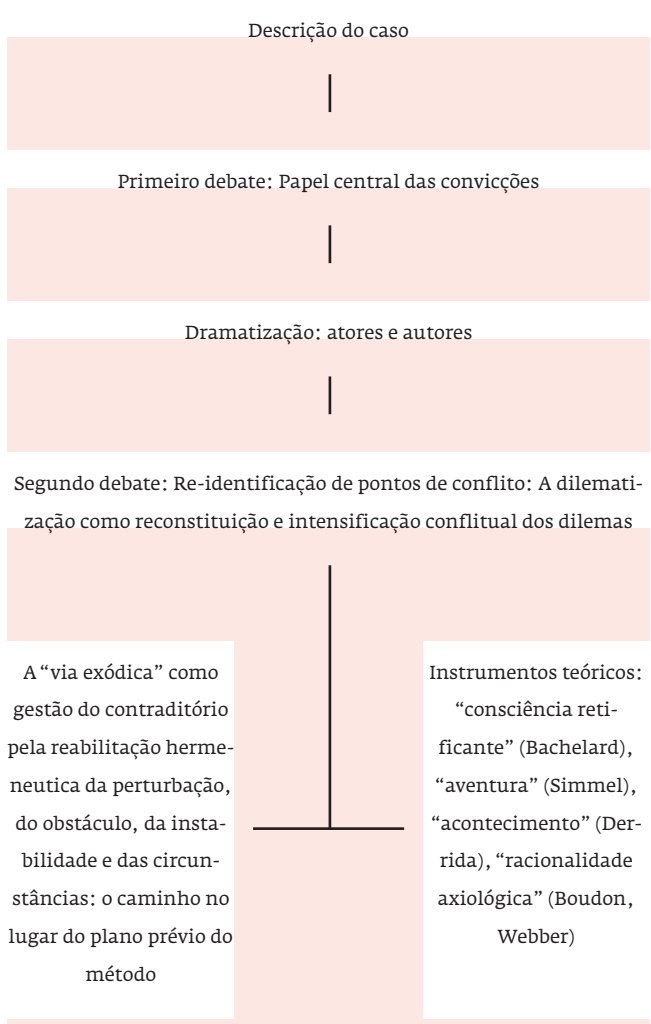 Descrição do caso
Primeiro debate: Papel central das convicções
Dramatização: atores e autores
Segundo debate: Re-identificação de pontos de conflito: A dilemati-
zação como reconstituição e intensificação conflitual dos dilemas
A “via exódica” como
gestão do contraditório
pela reabilitação herme-
neutica da perturbação,
do obstáculo, da insta-
bilidade e das circun-
stâncias: o caminho no
lugar do plano prévio do
método
Instrumentos teóricos:
“consciência reti-
ficante” (Bachelard),
“aventura” (Simmel),
“acontecimento” (Der-
rida), “racionalidade
axiológica” (Boudon,
Webber)